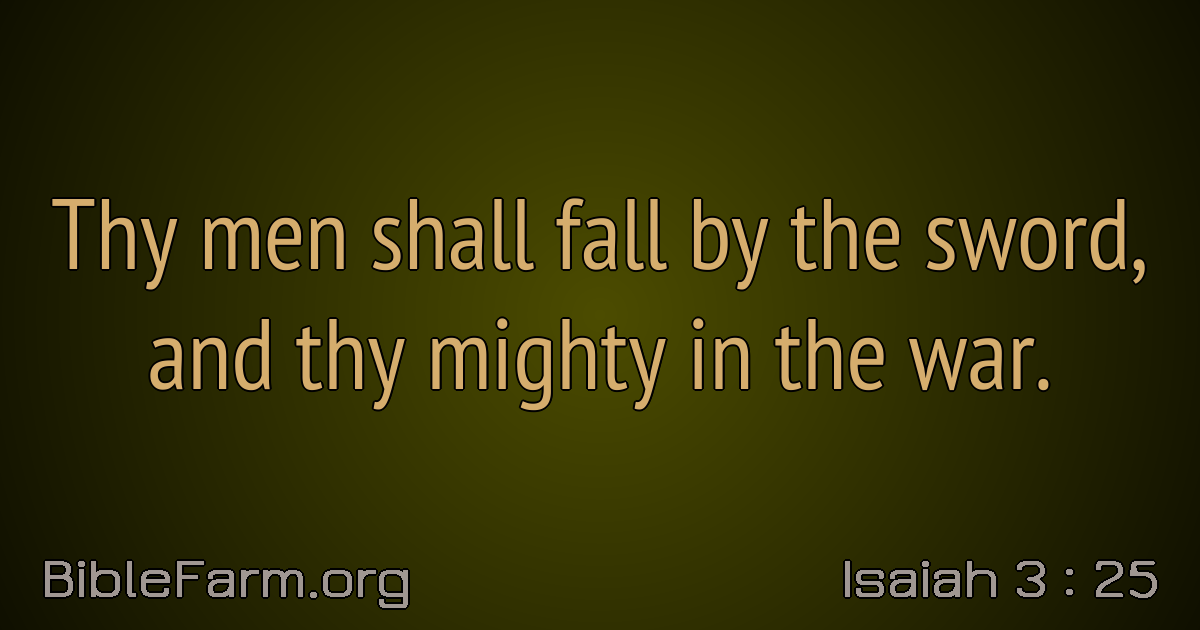 Thy men shall fall by the sword,
and thy mighty in the war.
BibleFarm.org
Isaiah 3 : 25